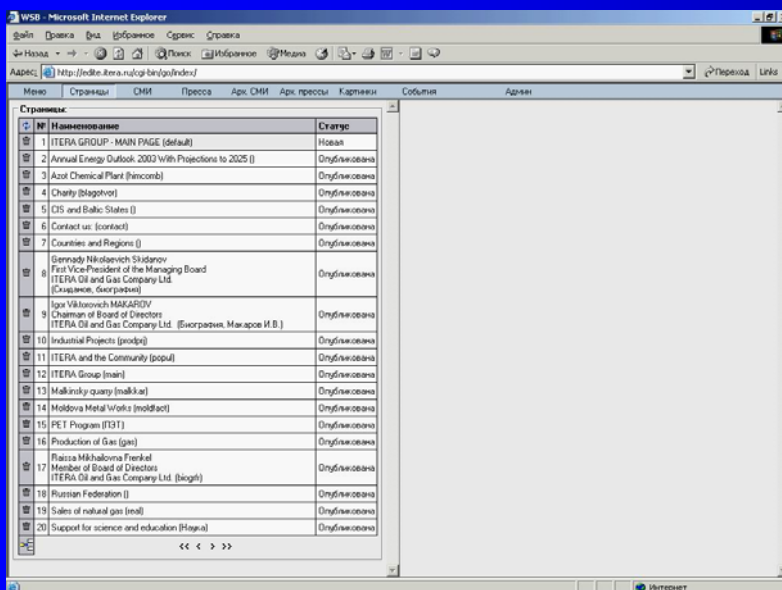 WSB - Microsoft Internet Explorer
Файл Правка Вид Избранное Сервис Справка
Назад Поиск Избранное Медиа
Адрес: http://edite.itera.ru/cgi-bin/go/index/ Переход Links
Меню Страницы СМИ Пресса Арх. СМИ Арх. прессы Картинки События Админ
Страницы:
№ Наименование Статус
1 ITERA GROUP - MAIN PAGE (default) Новая
2 Annual Energy Outlook 2003 With Projections to 2025 () Опубликована
3 Azot Chemical Plant (himcomb) Опубликована
4 Charity (blagotvor) Опубликована
5 CIS and Baltic States () Опубликована
6 Contact us: (contact) Опубликована
7 Countries and Regions () Опубликована
8 Gennady Nikolaevich Skidanov
First Vice-President of the Managing Board
ITERA Oil and Gas Company Ltd.
(Скиданов, биография) Опубликована
9 Igor Viktorovich MAKAROV
Chairman of Board of Directors
ITERA Oil and Gas Company Ltd. (Биография, Макаров И.В.) Опубликована
10 Industrial Projects (prodprj) Опубликована
11 ITERA and the Community (popul) Опубликована
12 ITERA Group (main) Опубликована
13 Malkinsky quarry (malkkar) Опубликована
14 Moldova Metal Works (moldfact) Опубликована
15 PET Program (ПЭТ) Опубликована
16 Production of Gas (gas) Опубликована
17 Raissa Mikhailovna Frenkel
Member of Board of Directors
ITERA Oil and Gas Company Ltd. (biogrfr) Опубликована
18 Russian Federation () Опубликована
19 Sales of natural gas (real) Опубликована
20 Support for science and education (Наука) Опубликована
<< < > >>
Интернет